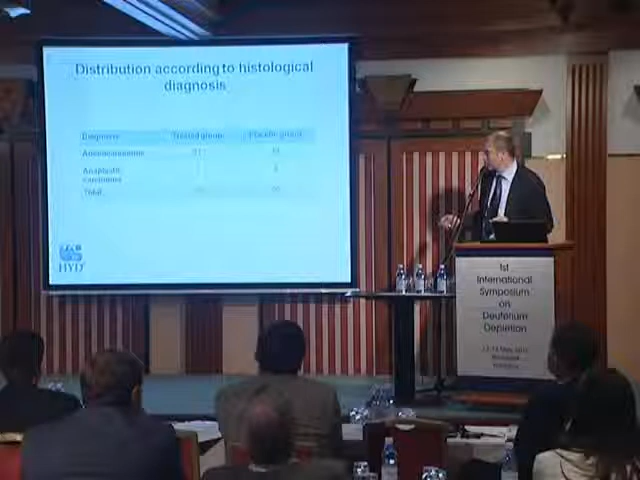 Distribution according to histological
diagnosis
Diagnosis Treated group Placebo group
Adenocarcinoma
Anaplastic
carcinoma
Total
HYD
1st
International
Symposium
on
Deuterium
Depletion